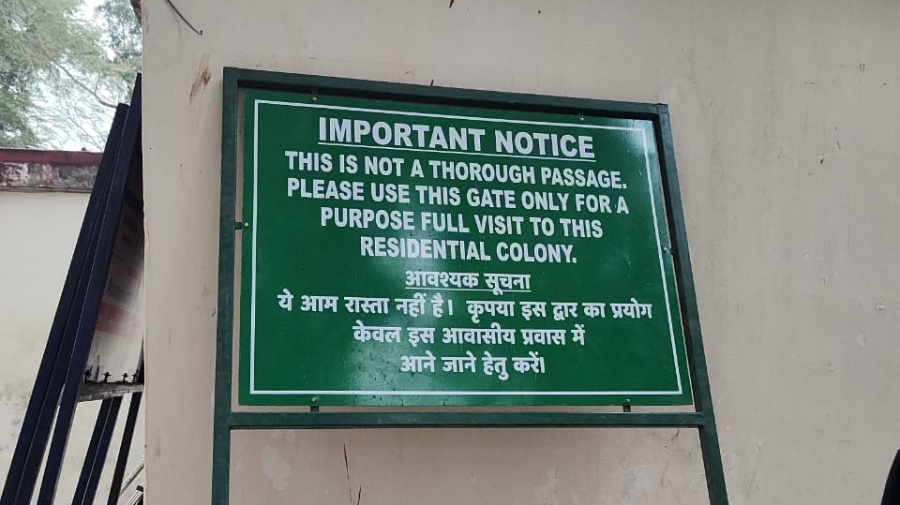 IMPORTANT NOTICE
THIS IS NOT A THOROUGH PASSAGE.
PLEASE USE THIS GATE ONLY FOR A
PURPOSE FULL VISIT TO THIS
RESIDENTIAL COLONY.
आवश्यक सूचना
ये आम रास्ता नहीं है। कृपया इस द्वार का प्रयोग
केवल इस आवासीय प्रवास में
आने जाने हेतु करें।